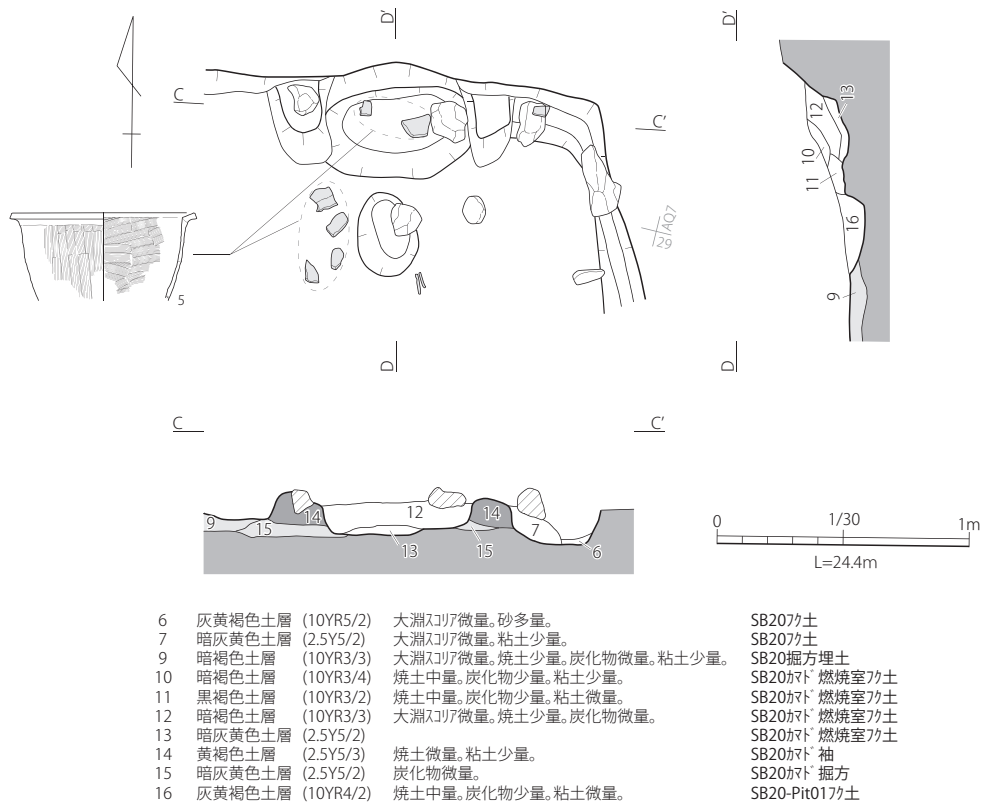 D'
D'
C
C'
AQ7
29
5
12
13
10
11
16
9
D
D
C
C'
9
15
14
12
14
13
15
7
6
0 1/30 1m
L=24.4m
6 灰黄褐色土層 (10YR5/2) 大淵ｽｺﾘｱ微量｡砂多量｡ SB20ﾌｸ土
7 暗灰黄色土層 (2.5Y5/2) 大淵ｽｺﾘｱ微量｡粘土少量｡ SB20ﾌｸ土
9 暗褐色土層 (10YR3/3) 大淵ｽｺﾘｱ微量｡焼土少量｡炭化物微量｡粘土少量｡ SB20掘方埋土
10 暗褐色土層 (10YR3/4) 焼土中量｡炭化物少量｡粘土少量｡ SB20ｶﾏﾄﾞ燃焼室ﾌｸ土
11 黒褐色土層 (10YR3/2) 焼土中量｡炭化物少量｡粘土微量｡ SB20ｶﾏﾄﾞ燃焼室ﾌｸ土
12 暗褐色土層 (10YR3/3) 大淵ｽｺﾘｱ微量｡焼土少量｡炭化物微量｡ SB20ｶﾏﾄﾞ燃焼室ﾌｸ土
13 暗灰黄色土層 (2.5Y5/2) SB20ｶﾏﾄﾞ燃焼室ﾌｸ土
14 黄褐色土層 (2.5Y5/3) 焼土微量｡粘土少量｡ SB20ｶﾏﾄﾞ袖
15 暗灰黄色土層 (2.5Y5/2) 炭化物微量｡ SB20ｶﾏﾄﾞ掘方
16 灰黄褐色土層 (10YR4/2) 焼土中量｡炭化物少量｡粘土微量｡ SB20-Pit01ﾌｸ土